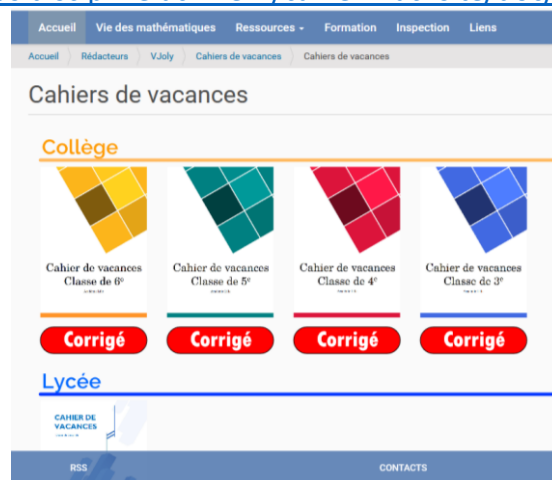 Accueil Vie des mathématiques Ressources Formation Inspection Liens
Accueil Rédacteurs VJoly Cahiers de vacances Cahiers de vacances
Cahiers de vacances
Collège
Cahier de vacances Cahier de vacances Cahier de vacances Cahier de vacances
Classe de 6e Classe de 5e Classe de 4e Classe de 3e
Corrigé Corrigé Corrigé Corrigé
Lycée
CAHIER DE
VACANCES
RSS CONTACTS